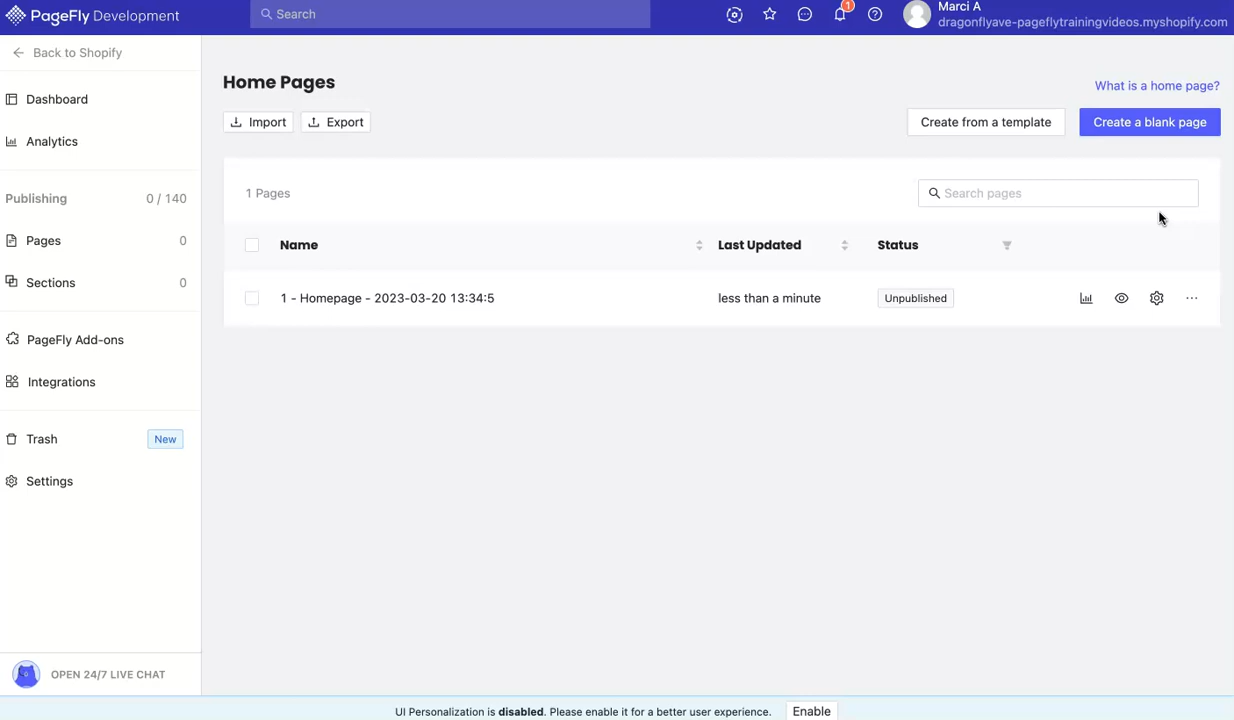 PageFly Development
Search
1
Marci A
dragonflyave-pageflytrainingvideos.myshopify.com
Back to Shopify
Dashboard
Analytics
Publishing 0 / 140
Pages 0
Sections 0
PageFly Add-ons
Integrations
Trash New
Settings
OPEN 24/7 LIVE CHAT
Home Pages
What is a home page?
Import Export
Create from a template Create a blank page
1 Pages
Search pages
Name Last Updated Status
1 - Homepage - 2023-03-20 13:34:5 less than a minute Unpublished
UI Personalization is disabled. Please enable it for a better user experience. Enable